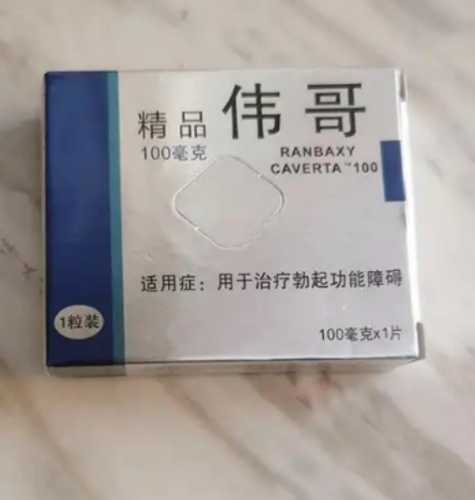 精品 伟哥
100毫克
RANBAXY
CAVERTA™100
适用症：用于治疗勃起功能障碍
1粒装
100毫克x1片